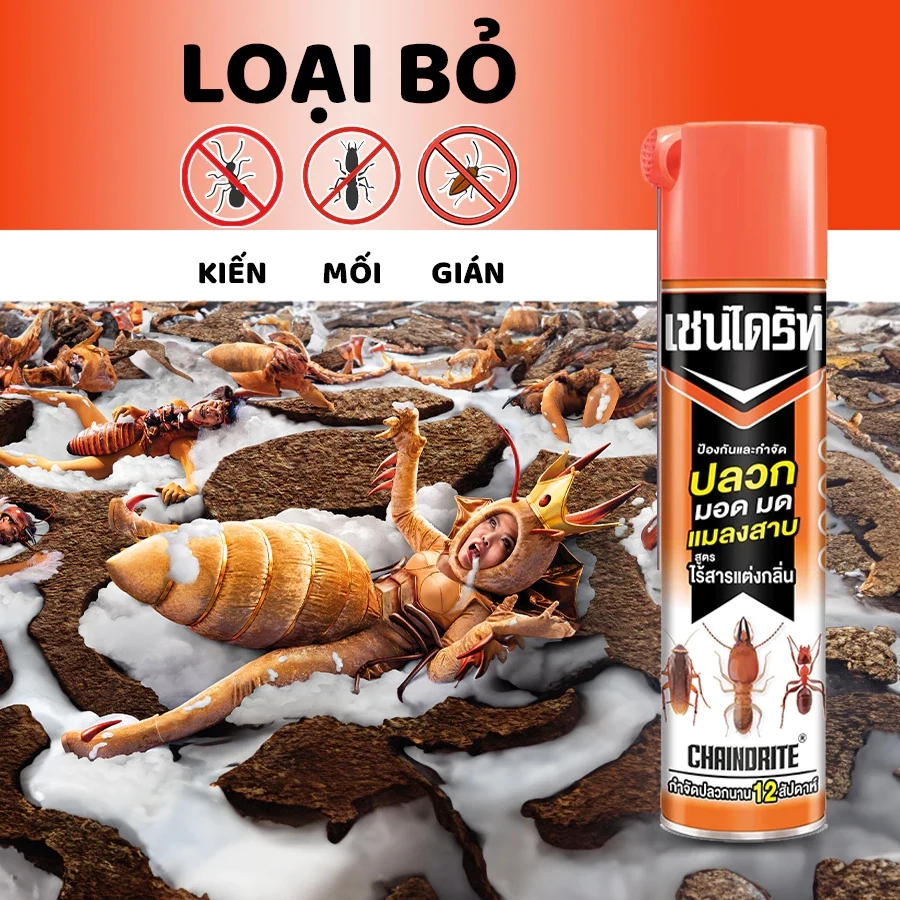 LOẠI BỎ
KIẾN MỐI GIÁN
เชนไดร้ท์
ป้องกันและกำจัด
ปลวก
มอด มด
แมลงสาบ
สูตร
ไร้สารแต่งกลิ่น
CHAINDRITE®
กำจัดปลวกนาน 12 สัปดาห์